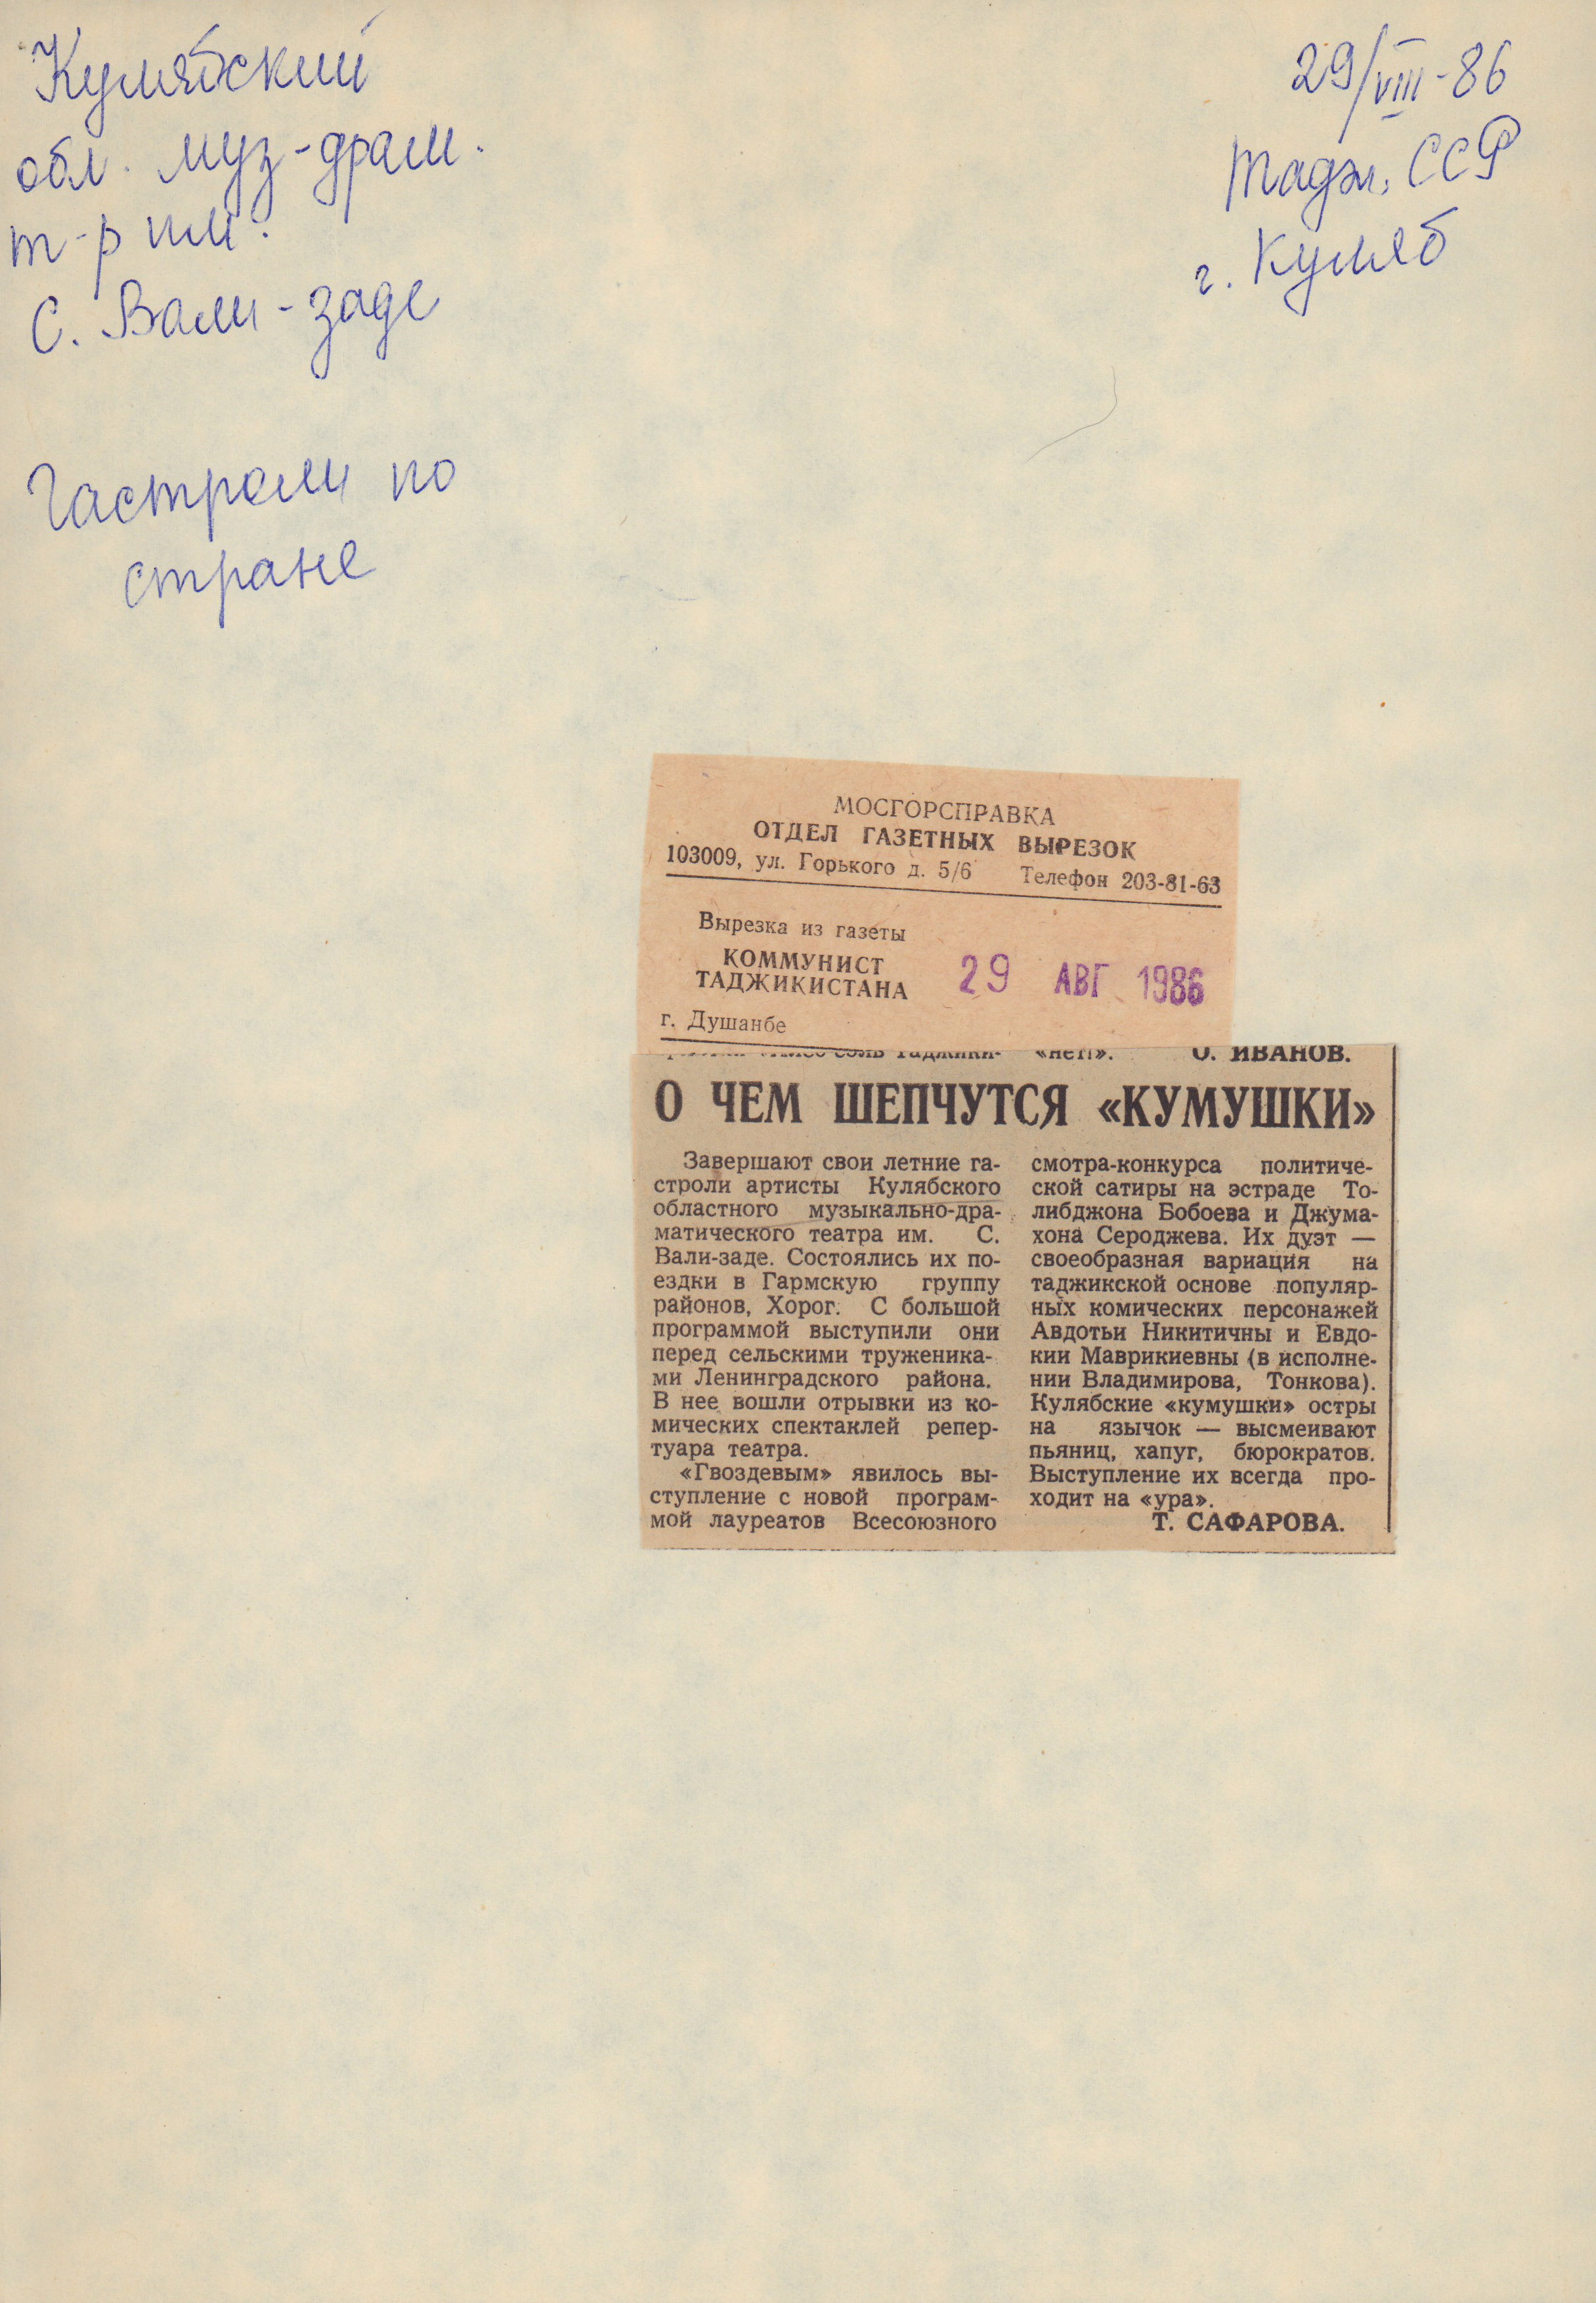 Кулябский
обл. муз-драм.
т-р им.
С. Вали-заде
Гастроли по
стране
29/VIII-86
Тадж. ССР
г. Куляб
МОСГОРСПРАВКА
ОТДЕЛ ГАЗЕТНЫХ ВЫРЕЗОК
103009, ул. Горького д. 5/6 Телефон 203-81-63
Вырезка из газеты
КОММУНИСТ
ТАДЖИКИСТАНА
29 АВГ 1986
г. Душанбе
«нет!». О. ИВАНОВ.
О ЧЕМ ШЕПЧУТСЯ «КУМУШКИ»
Завершают свои летние га-
строли артисты Кулябского
областного музыкально-дра-
матического театра им. С.
Вали-заде. Состоялись их по-
ездки в Гармскую группу
районов, Хорог. С большой
программой выступили они
перед сельскими труженика-
ми Ленинградского района.
В нее вошли отрывки из ко-
мических спектаклей репер-
туара театра.
«Гвоздевым» явилось вы-
ступление с новой програм-
мой лауреатов Всесоюзного
смотра-конкурса политиче-
ской сатиры на эстраде То-
либджона Бобоева и Джума-
хона Сероджева. Их дуэт —
своеобразная вариация на
таджикской основе популяр-
ных комических персонажей
Авдотьи Никитичны и Евдо-
кии Маврикиевны (в исполне-
нии Владимирова, Тонкова).
Кулябские «кумушки» остры
на язычок — высмеивают
пьяниц, хапуг, бюрократов.
Выступление их всегда про-
ходит на «ура».
Т. САФАРОВА.